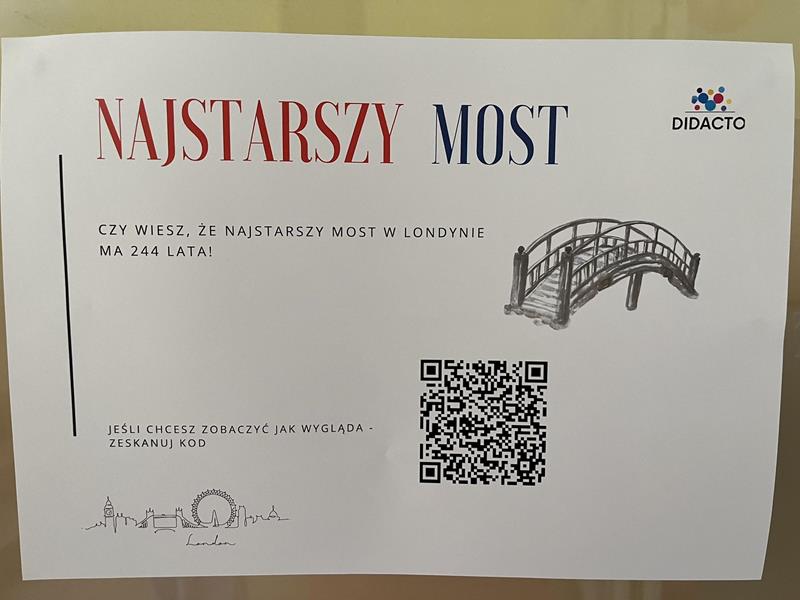 NAJSTARSZY MOST
DIDACTO
CZY WIESZ, ŻE NAJSTARSZY MOST W LONDYNIE
MA 244 LATA!
JEŚLI CHCESZ ZOBACZYĆ JAK WYGLĄDA -
ZESKANUJ KOD
London